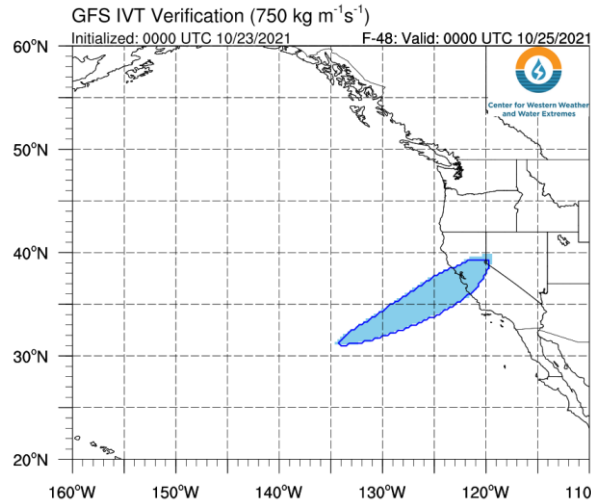 GFS IVT Verification (750 kg m⁻¹s⁻¹)
Initialized: 0000 UTC 10/23/2021 F-48: Valid: 0000 UTC 10/25/2021
60°N
Center for Western Weather
and Water Extremes
50°N
40°N
30°N
20°N
160°W 150°W 140°W 130°W 120°W 110